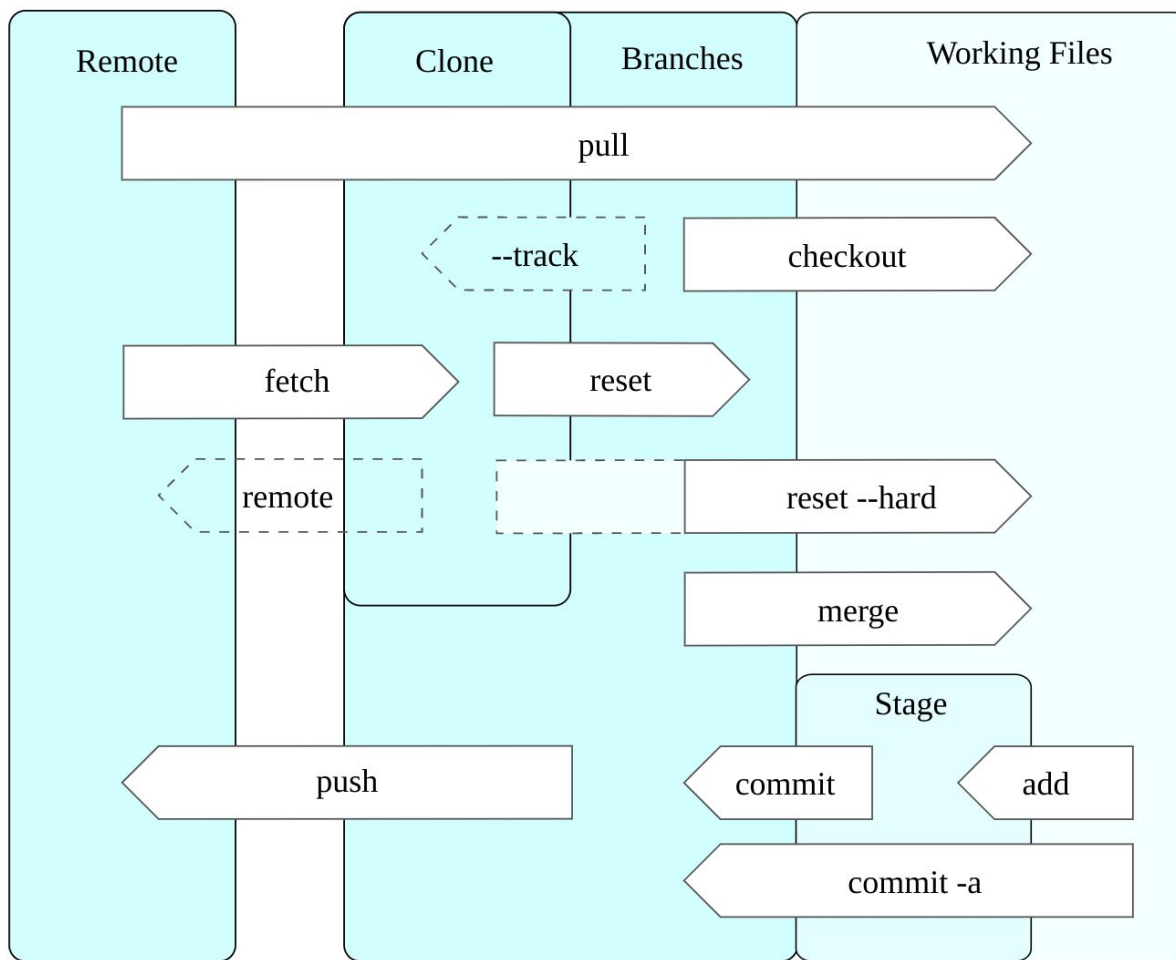 Remote
Clone
Branches
Working Files
pull
--track
checkout
fetch
reset
remote
reset --hard
merge
Stage
push
commit
add
commit -a